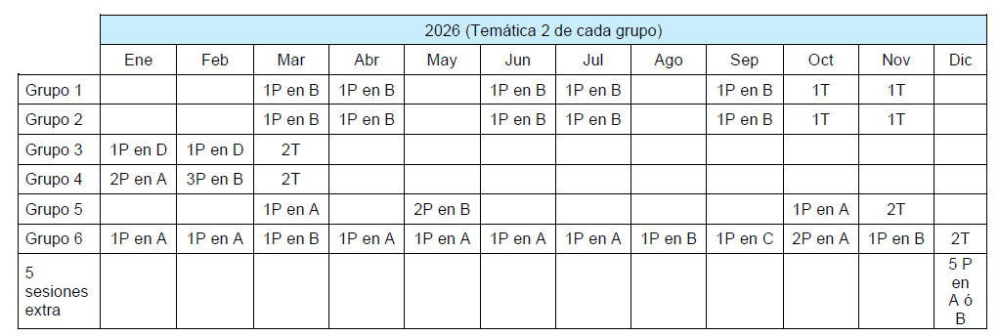 2026 (Temática 2 de cada grupo)
Ene Feb Mar Abr May Jun Jul Ago Sep Oct Nov Dic
Grupo 1 1P en B 1P en B 1P en B 1P en B 1P en B 1T 1T
Grupo 2 1P en B 1P en B 1P en B 1P en B 1P en B 1T 1T
Grupo 3 1P en D 1P en D 2T
Grupo 4 2P en A 3P en B 2T
Grupo 5 1P en A 2P en B 1P en A 2T
Grupo 6 1P en A 1P en A 1P en B 1P en A 1P en A 1P en A 1P en A 1P en B 1P en C 2P en A 1P en B 2T
5
sesiones
extra
5 P
en
A ó
B